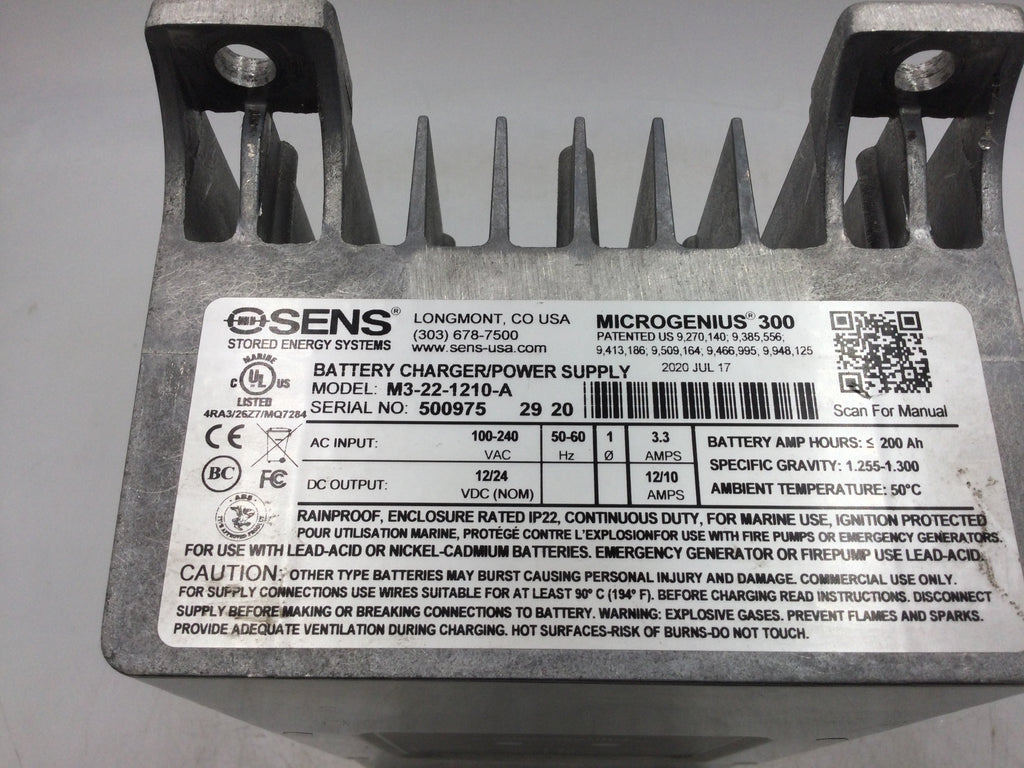 SENS®
STORED ENERGY SYSTEMS
LONGMONT, CO USA
(303) 678-7500
www.sens-usa.com
MICROGENIUS® 300
PATENTED US 9,270,140; 9,385,556;
9,413,186; 9,509,164; 9,466,995, 9,948,125
2020 JUL 17
MARINE
C UL US
LISTED
4RA3/26Z7/MQ7284
BATTERY CHARGER/POWER SUPPLY
MODEL: M3-22-1210-A
SERIAL NO: 500975 29 20
Scan For Manual
CE
BC
FC
ABS
AC INPUT: 100-240 VAC 50-60 Hz 1 Ø 3.3 AMPS
DC OUTPUT: 12/24 VDC (NOM) 12/10 AMPS
BATTERY AMP HOURS: ≤ 200 Ah
SPECIFIC GRAVITY: 1.255-1.300
AMBIENT TEMPERATURE: 50°C
RAINPROOF, ENCLOSURE RATED IP22, CONTINUOUS DUTY, FOR MARINE USE, IGNITION PROTECTED
POUR UTILISATION MARINE, PROTÉGÉ CONTRE L'EXPLOSIONFOR USE WITH FIRE PUMPS OR EMERGENCY GENERATORS.
FOR USE WITH LEAD-ACID OR NICKEL-CADMIUM BATTERIES. EMERGENCY GENERATOR OR FIREPUMP USE LEAD-ACID.
CAUTION: OTHER TYPE BATTERIES MAY BURST CAUSING PERSONAL INJURY AND DAMAGE. COMMERCIAL USE ONLY.
FOR SUPPLY CONNECTIONS USE WIRES SUITABLE FOR AT LEAST 90° C (194° F). BEFORE CHARGING READ INSTRUCTIONS. DISCONNECT
SUPPLY BEFORE MAKING OR BREAKING CONNECTIONS TO BATTERY. WARNING: EXPLOSIVE GASES. PREVENT FLAMES AND SPARKS.
PROVIDE ADEQUATE VENTILATION DURING CHARGING. HOT SURFACES-RISK OF BURNS-DO NOT TOUCH.